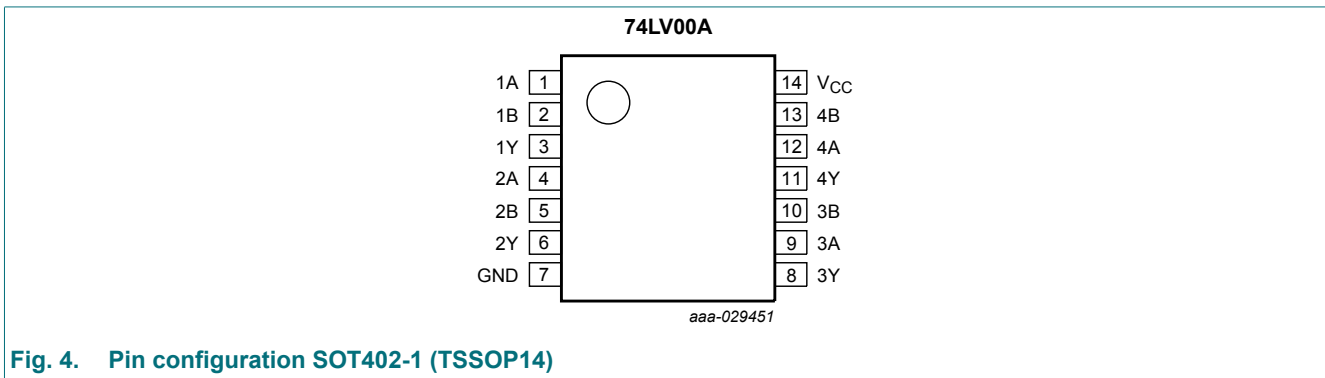 74LV00A
1A 1 14 VCC
1B 2 13 4B
1Y 3 12 4A
2A 4 11 4Y
2B 5 10 3B
2Y 6 9 3A
GND 7 8 3Y
aaa-029451
Fig. 4. Pin configuration SOT402-1 (TSSOP14)